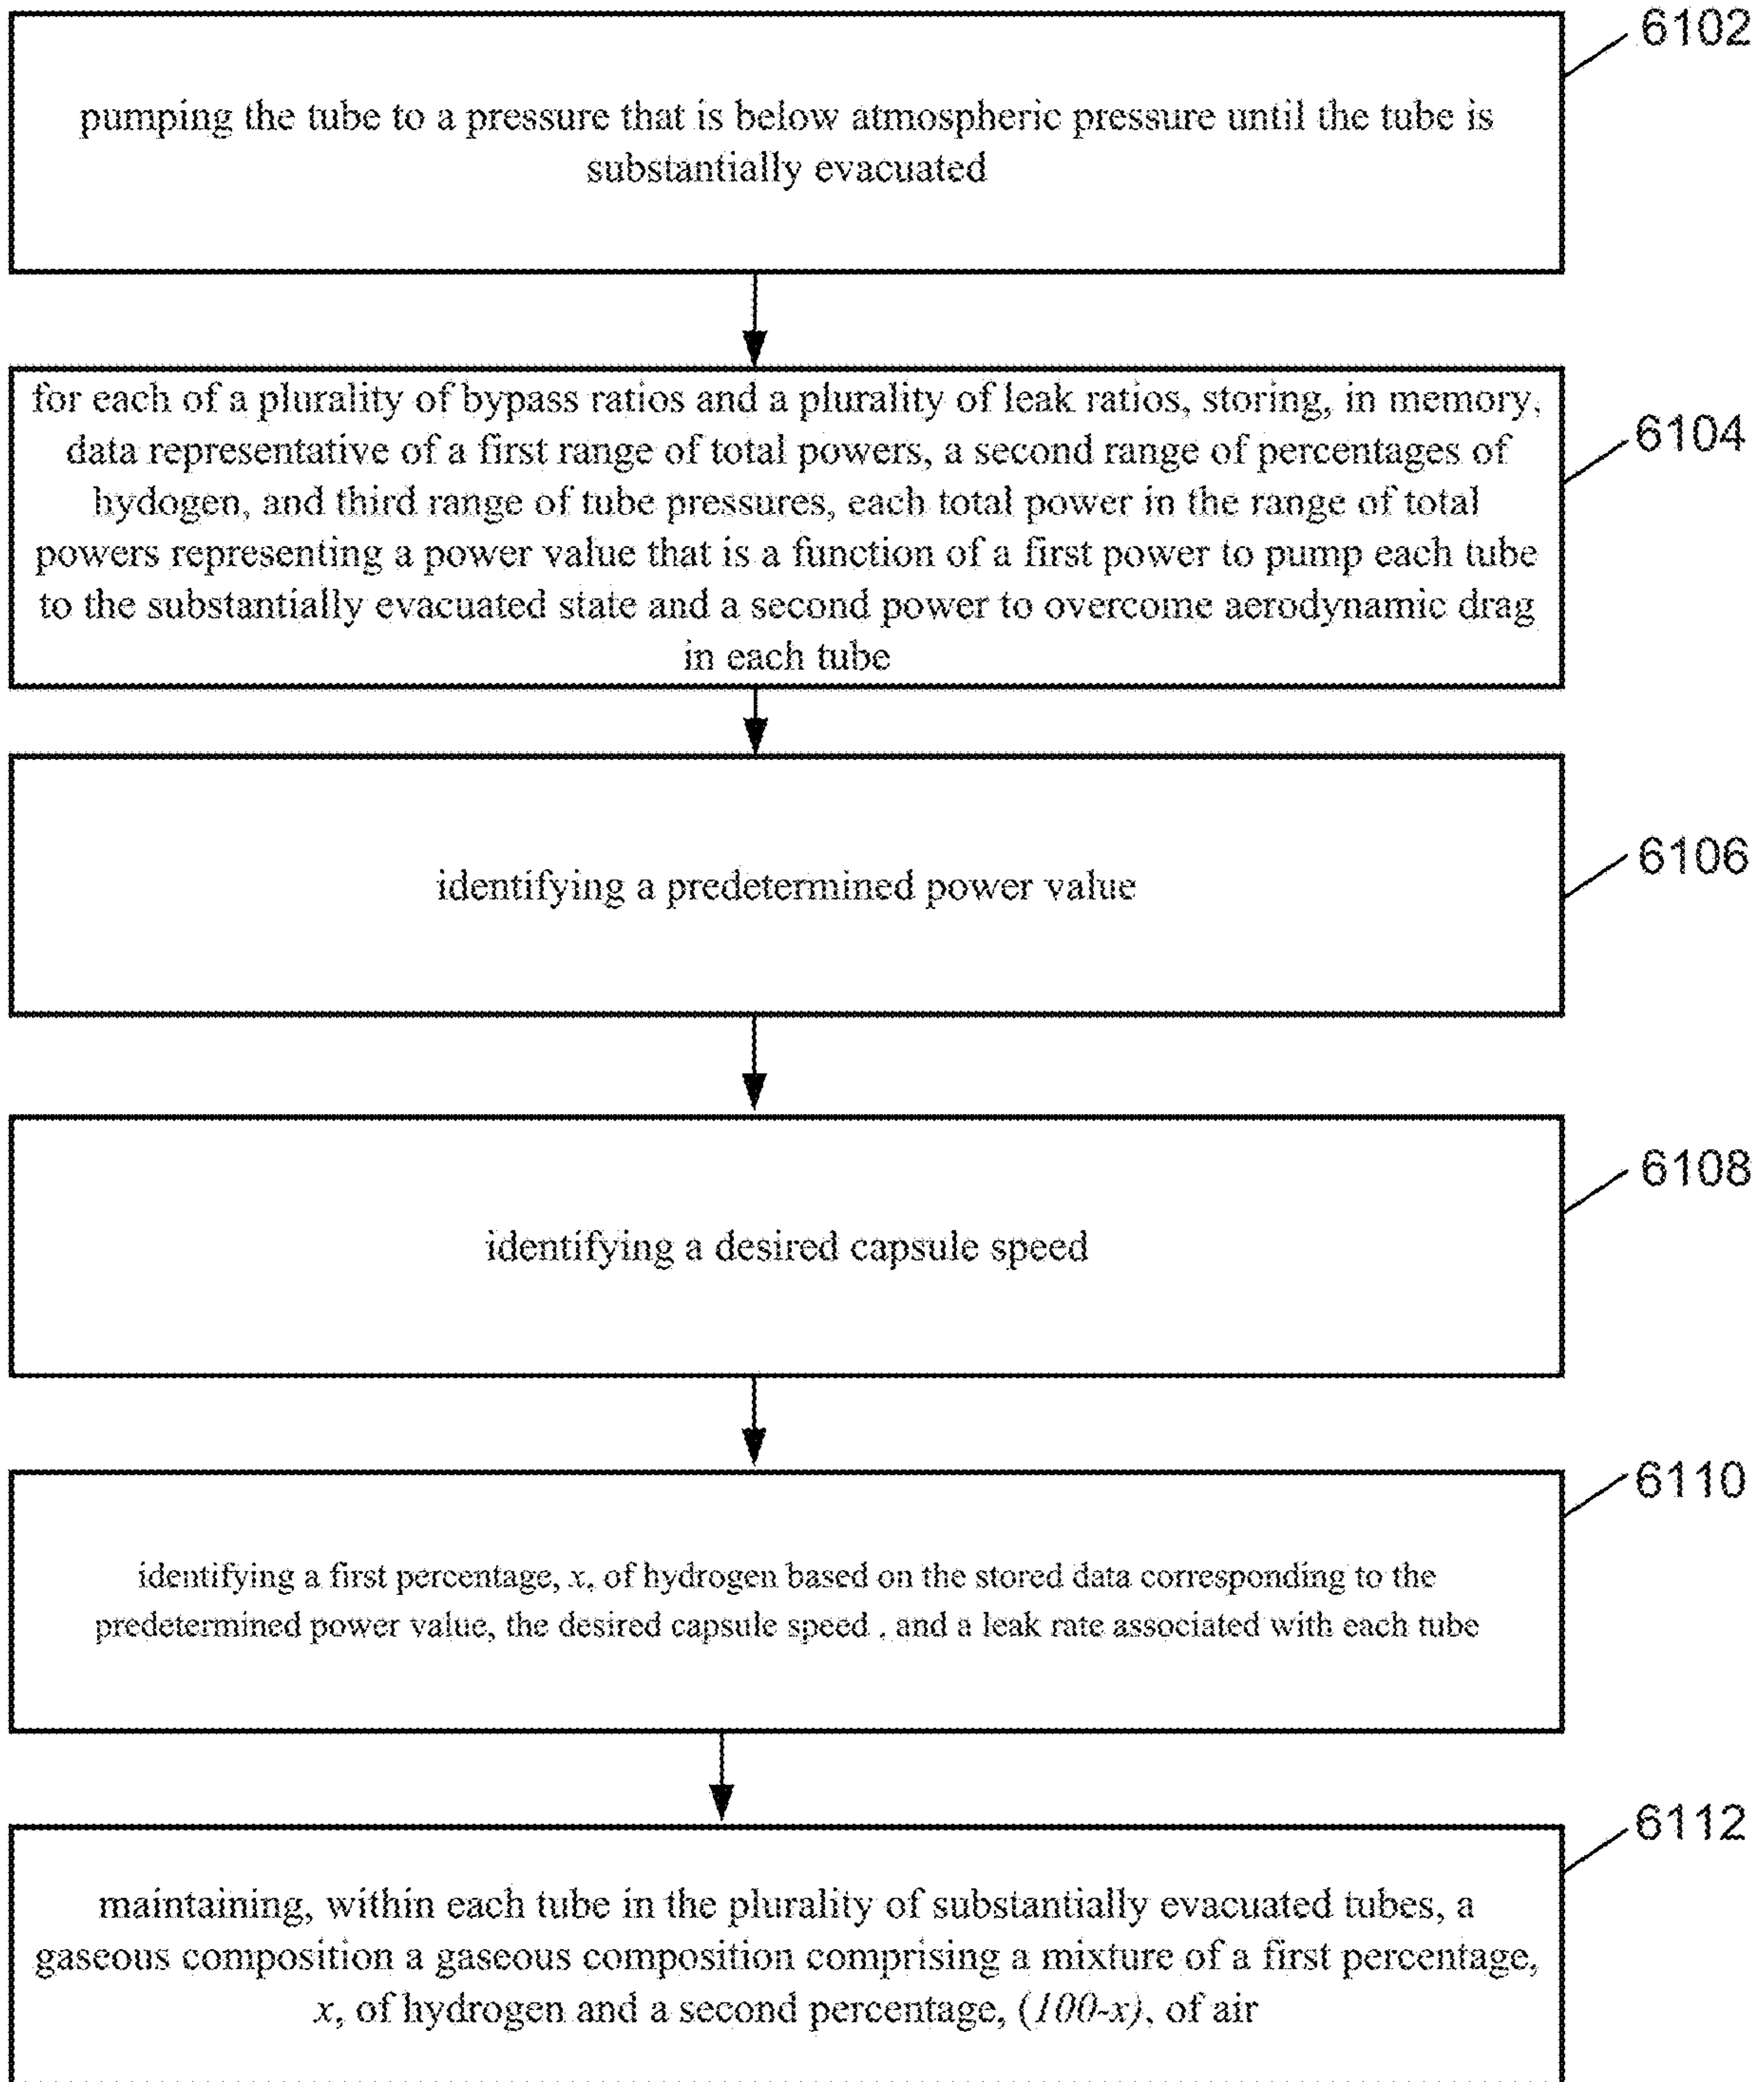 6102
pumping the tube to a pressure that is below atmospheric pressure until the tube is
substantially evacuated
6104
for each of a plurality of bypass ratios and a plurality of leak ratios, storing, in memory,
data representative of a first range of total powers, a second range of percentages of
hydogen, and third range of tube pressures, each total power in the range of total
powers representing a power value that is a function of a first power to pump each tube
to the substantially evacuated state and a second power to overcome aerodynamic drag
in each tube
6106
identifying a predetermined power value
6108
identifying a desired capsule speed
6110
identifying a first percentage, x, of hydrogen based on the stored data corresponding to the
predetermined power value, the desired capsule speed , and a leak rate associated with each tube
6112
maintaining, within each tube in the plurality of substantially evacuated tubes, a
gaseous composition a gaseous composition comprising a mixture of a first percentage,
x, of hydrogen and a second percentage, (100-x), of air